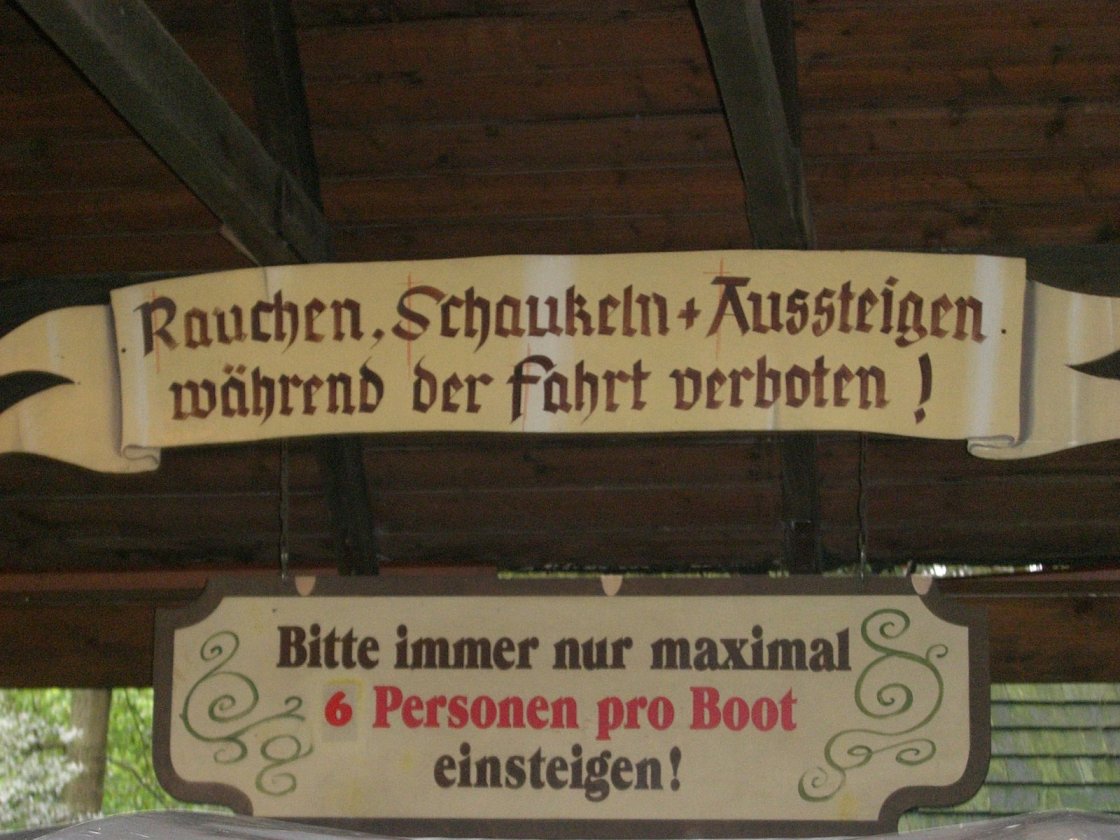 Rauchen, Schaukeln + Aussteigen
während der Fahrt verboten !
Bitte immer nur maximal
6 Personen pro Boot
einsteigen!